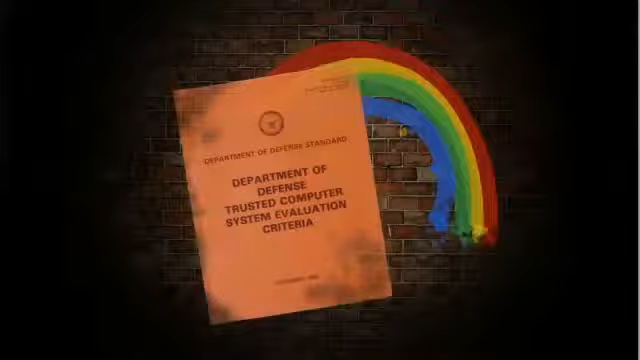 DEPARTMENT OF DEFENSE STANDARD
DEPARTMENT OF
DEFENSE
TRUSTED COMPUTER
SYSTEM EVALUATION
CRITERIA